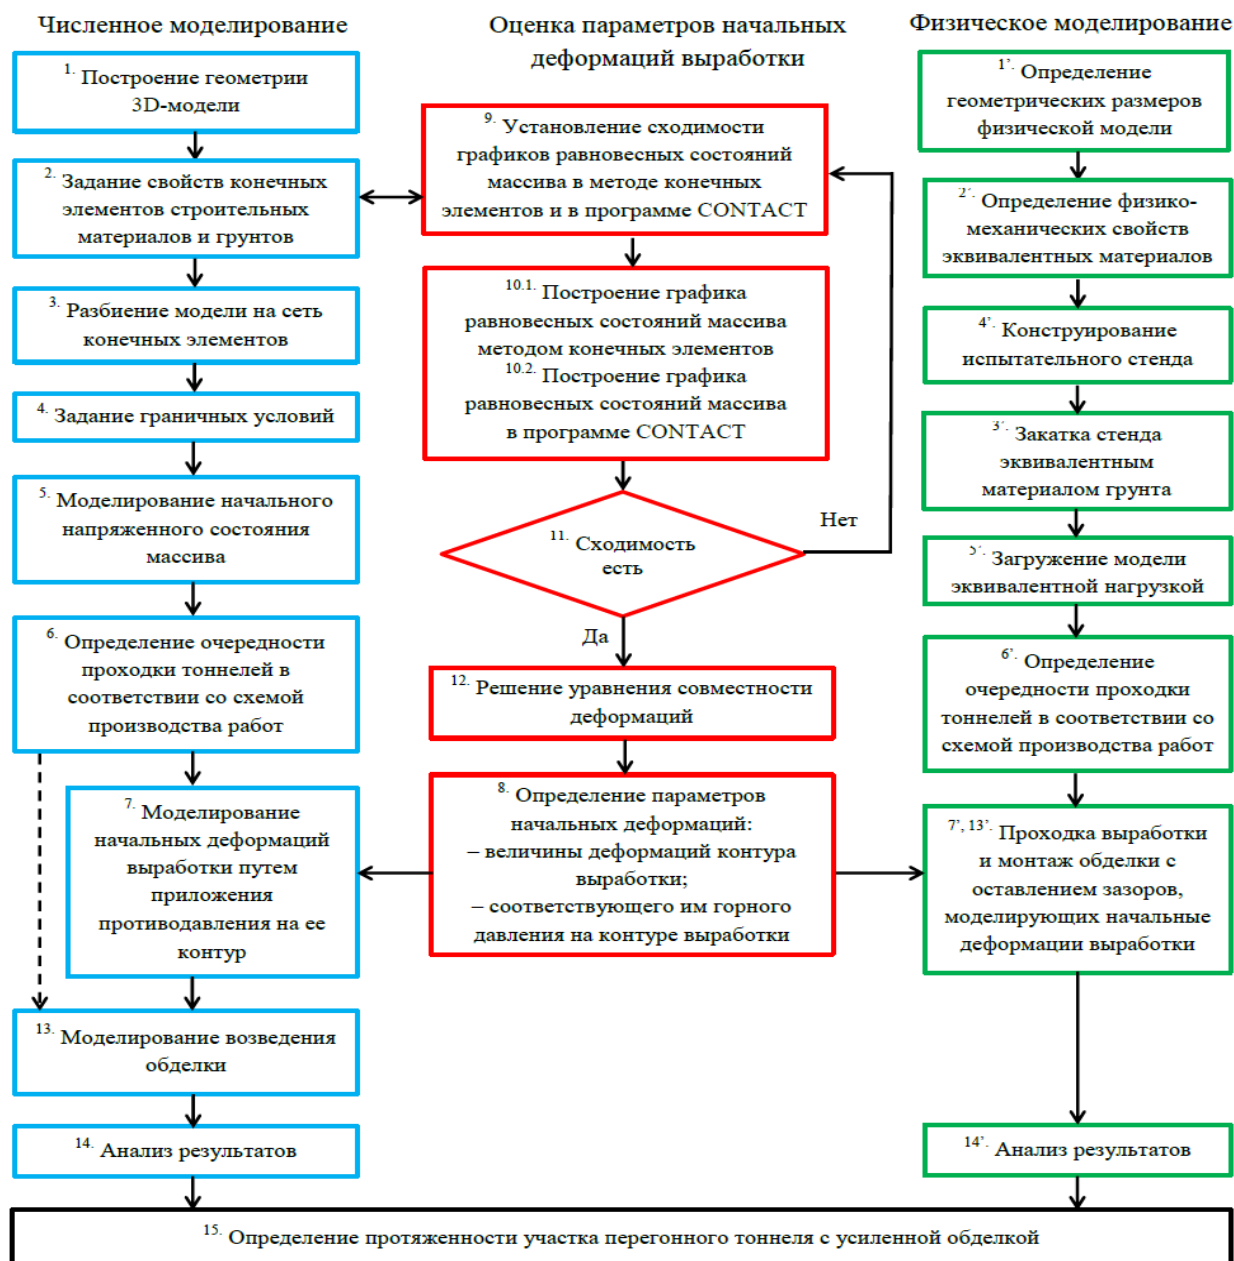 Численное моделирование
1. Построение геометрии
3D-модели
2. Задание свойств конечных
элементов строительных
материалов и грунтов
3. Разбиение модели на сеть
конечных элементов
4. Задание граничных условий
5. Моделирование начального
напряженного состояния
массива
6. Определение очередности
проходки тоннелей в
соответствии со схемой
производства работ
7. Моделирование
начальных деформаций
выработки путем
приложения
противодавления на ее
контур
13. Моделирование возведения
обделки
14. Анализ результатов
Оценка параметров начальных
деформаций выработки
9. Установление сходимости
графиков равновесных состояний
массива в методе конечных
элементов и в программе CONTACT
10.1. Построение графика
равновесных состояний массива
методом конечных элементов
10.2. Построение графика
равновесных состояний массива
в программе CONTACT
11. Сходимость
есть
Нет
Да
12. Решение уравнения совместности
деформаций
8. Определение параметров
начальных деформаций:
– величины деформаций контура
выработки;
– соответствующего им горного
давления на контуре выработки
Физическое моделирование
1’. Определение
геометрических размеров
физической модели
2’. Определение физико-
механических свойств
эквивалентных материалов
4’. Конструирование
испытательного стенда
3’. Закатка стенда
эквивалентным
материалом грунта
5’. Загружение модели
эквивалентной нагрузкой
6’. Определение
очередности проходки
тоннелей в соответствии со
схемой производства работ
7’, 13’. Проходка выработки
и монтаж обделки с
оставлением зазоров,
моделирующих начальные
деформации выработки
14’. Анализ результатов
15. Определение протяженности участка перегонного тоннеля с усиленной обделкой